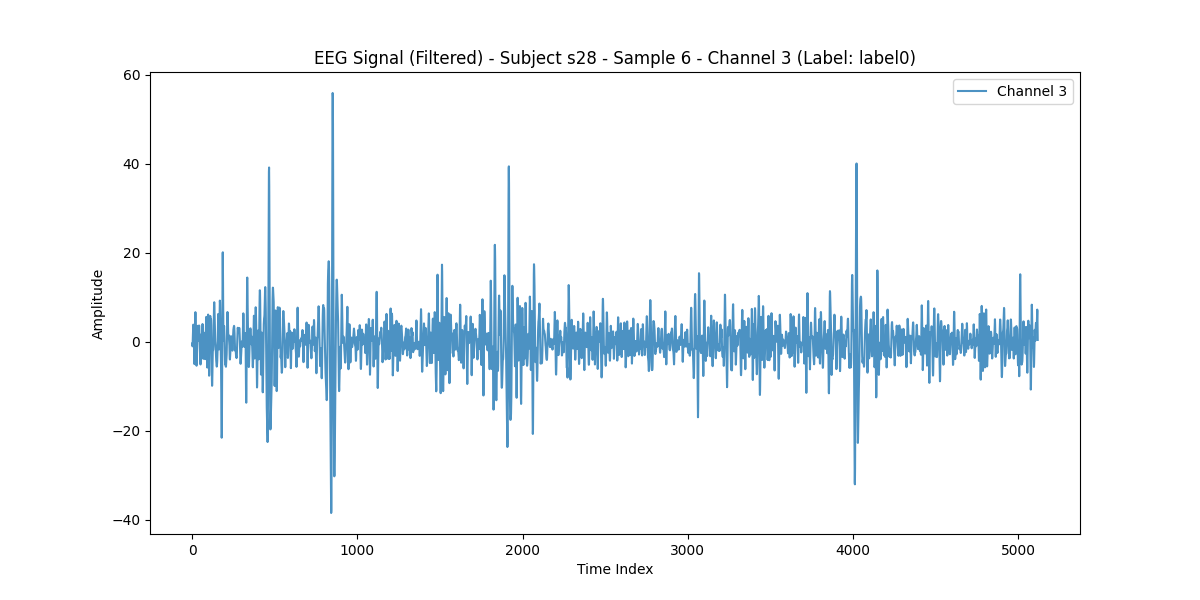 EEG Signal (Filtered) - Subject s28 - Sample 6 - Channel 3 (Label: label0)
Channel 3
60
40
20
0
−20
−40
Amplitude
0 1000 2000 3000 4000 5000
Time Index